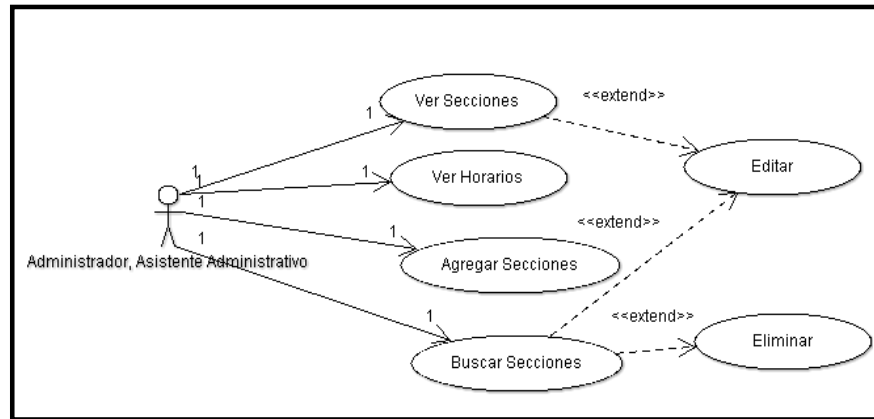 Ver Secciones
<<extend>>
1
Editar
1
1
Ver Horarios
1
1
<<extend>>
1
1
Administrador, Asistente Administrativo
Agregar Secciones
1
<<extend>>
Eliminar
Buscar Secciones